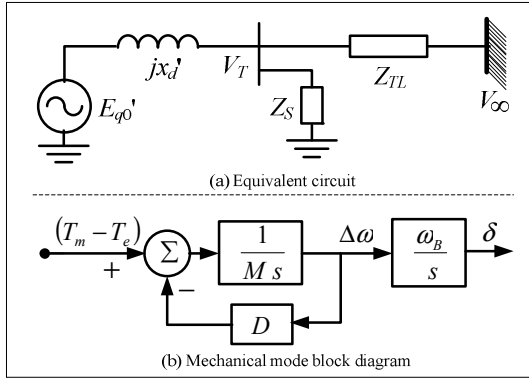 jx_d'
V_T
Z_TL
E_q0'
Z_S
V_∞
(a) Equivalent circuit
(T_m − T_e)
+
Σ
−
1
M s
Δω
ω_B
s
δ
D
(b) Mechanical mode block diagram